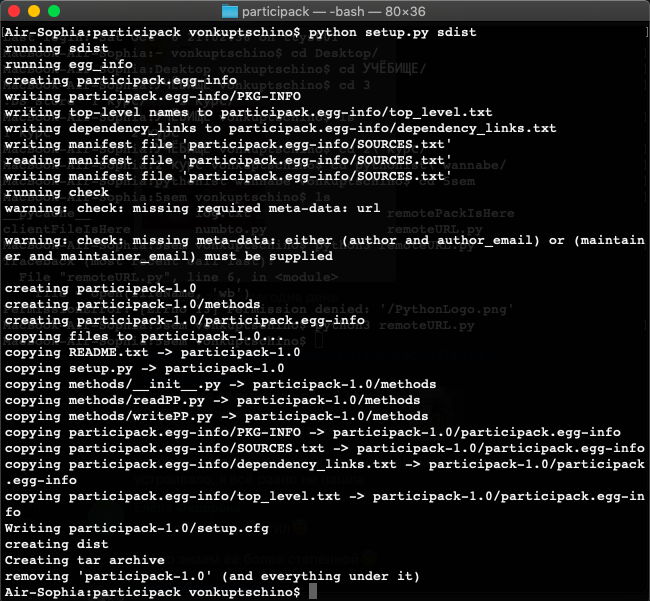 participack — -bash — 80×36
Air-Sophia:participack vonkuptschino$ python setup.py sdist
running sdist
running egg_info
creating participack.egg-info
writing participack.egg-info/PKG-INFO
writing top-level names to participack.egg-info/top_level.txt
writing dependency_links to participack.egg-info/dependency_links.txt
writing manifest file 'participack.egg-info/SOURCES.txt'
reading manifest file 'participack.egg-info/SOURCES.txt'
writing manifest file 'participack.egg-info/SOURCES.txt'
running check
warning: check: missing required meta-data: url
warning: check: missing meta-data: either (author and author_email) or (maintain
er and maintainer_email) must be supplied
creating participack-1.0
creating participack-1.0/methods
creating participack-1.0/participack.egg-info
copying files to participack-1.0...
copying README.txt -> participack-1.0
copying setup.py -> participack-1.0
copying methods/__init__.py -> participack-1.0/methods
copying methods/readPP.py -> participack-1.0/methods
copying methods/writePP.py -> participack-1.0/methods
copying participack.egg-info/PKG-INFO -> participack-1.0/participack.egg-info
copying participack.egg-info/SOURCES.txt -> participack-1.0/participack.egg-info
copying participack.egg-info/dependency_links.txt -> participack-1.0/participack
.egg-info
copying participack.egg-info/top_level.txt -> participack-1.0/participack.egg-in
fo
Writing participack-1.0/setup.cfg
creating dist
Creating tar archive
removing 'participack-1.0' (and everything under it)
Air-Sophia:participack vonkuptschino$